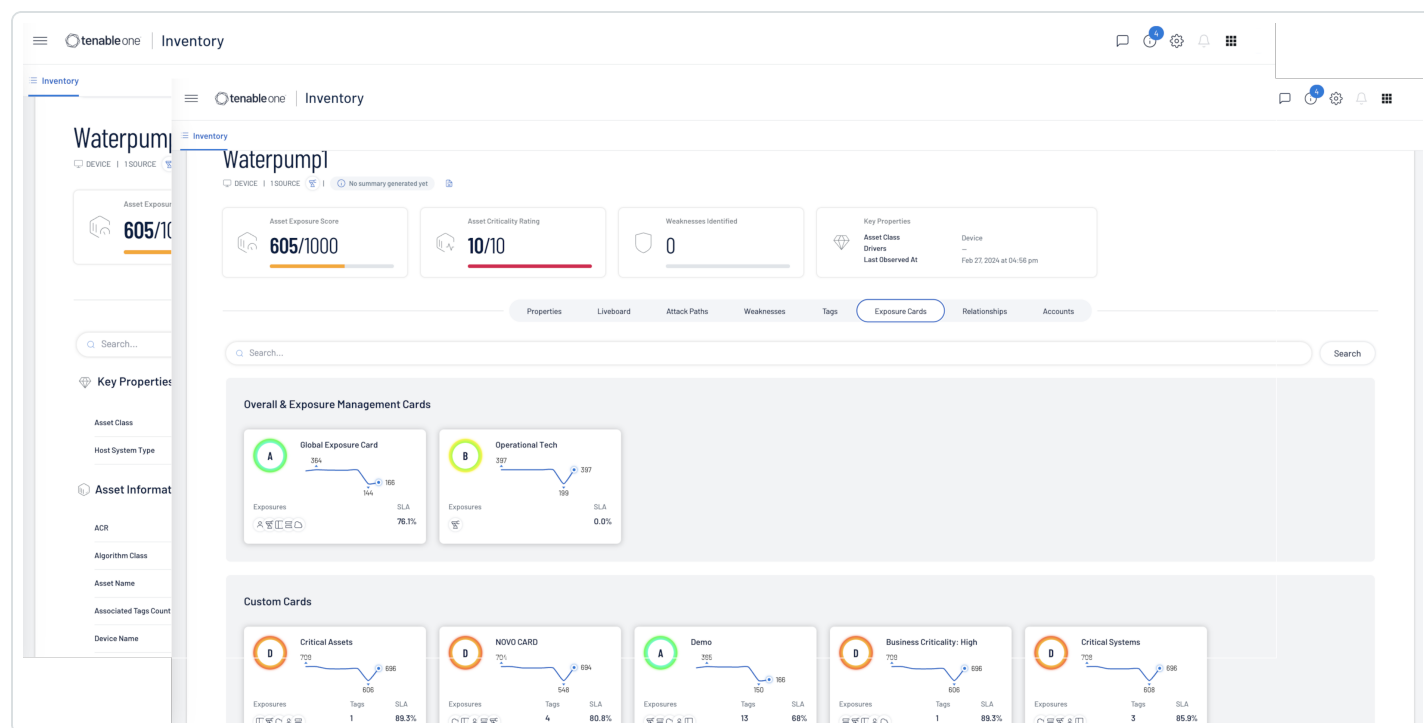 tenable one Inventory
4
Inventory
Waterpump
DEVICE | 1 SOURCE
Asset Exposur
605/10
Search...
Key Properties
Asset Class
Host System Type
Asset Informat
ACR
Algorithm Class
Asset Name
Associated Tags Count
Device Name
tenable one Inventory
4
Inventory
Waterpump1
DEVICE | 1 SOURCE | No summary generated yet
Asset Exposure Score
605/1000
Asset Criticality Rating
10/10
Weaknesses Identified
0
Key Properties
Asset Class Device
Drivers –
Last Observed At Feb 27, 2024 at 04:56 pm
Properties Liveboard Attack Paths Weaknesses Tags Exposure Cards Relationships Accounts
Search... Search
Overall & Exposure Management Cards
A Global Exposure Card
364
166
144
Exposures SLA
76.1%
B Operational Tech
397
397
199
Exposures SLA
0.0%
Custom Cards
D Critical Assets
709
696
606
Exposures Tags SLA
1 89.3%
D NOVO CARD
704
694
548
Exposures Tags SLA
4 80.8%
A Demo
166
150
Exposures Tags SLA
13 68%
D Business Criticality: High
709
696
606
Exposures Tags SLA
1 89.3%
D Critical Systems
708
696
608
Exposures Tags SLA
3 85.9%